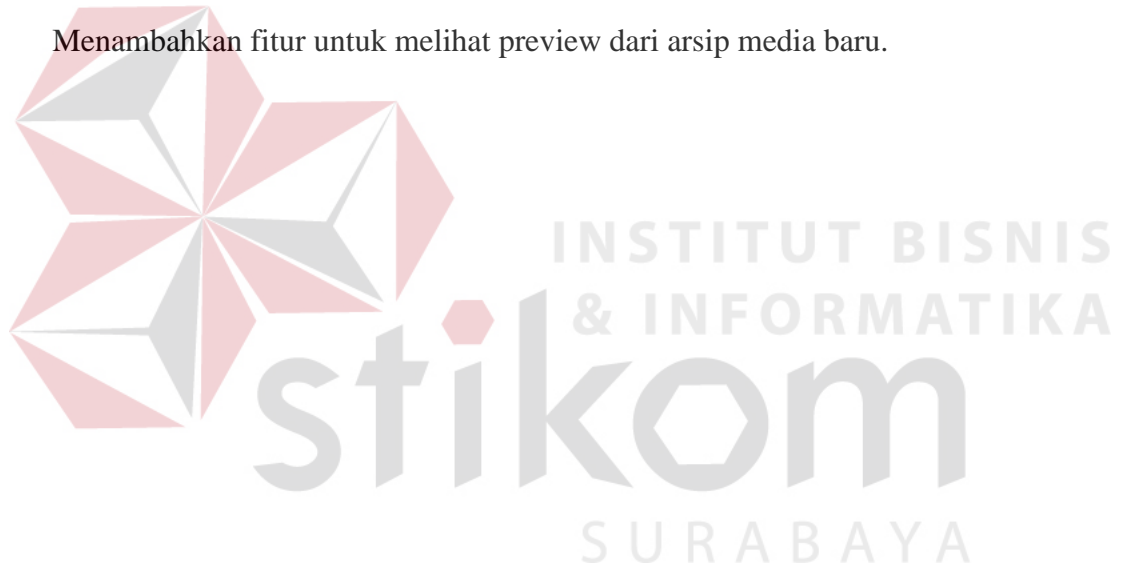 Menambahkan fitur untuk melihat preview dari arsip media baru.
INSTITUT BISNIS
& INFORMATIKA
stikom
SURABAYA